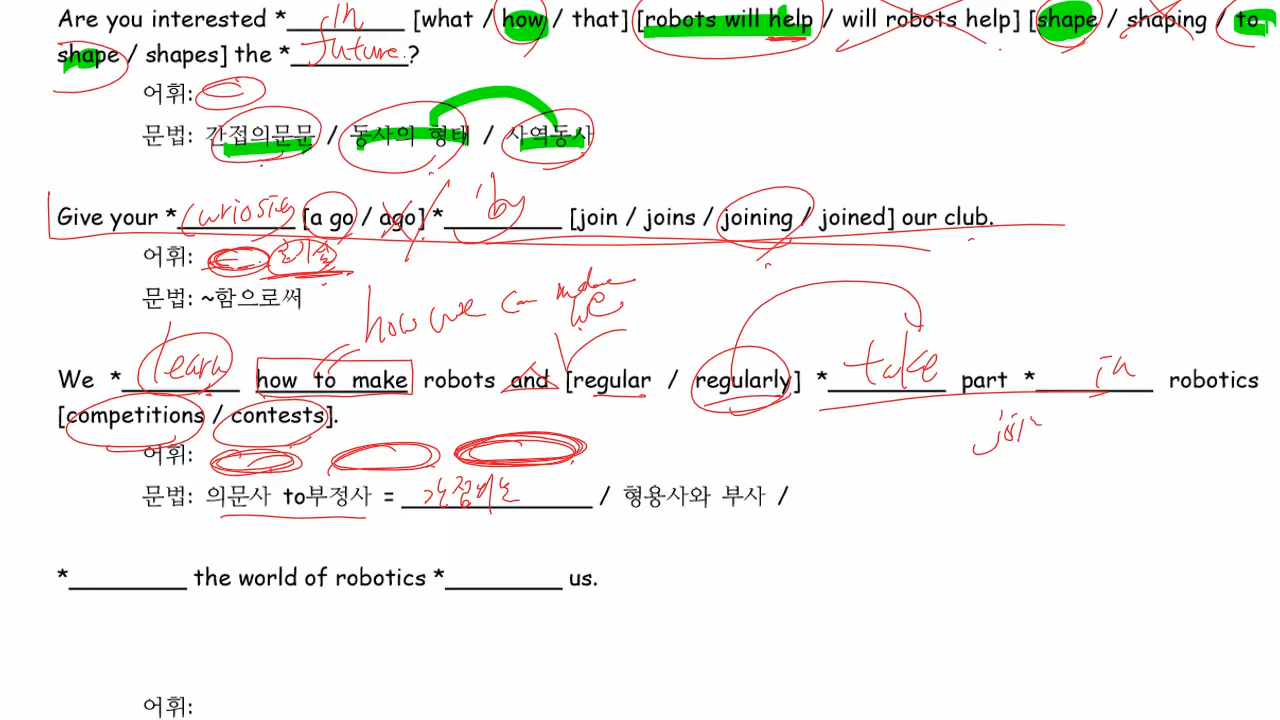 Are you interested *in [what / how / that] [robots will help / will robots help] [shape / shaping / to
shape / shapes] the *future.?
어휘:
문법: 간접의문문 / 동사의 형태 / 사역동사
Give your *curiosity [a go / ago] *by [join / joins / joining / joined] our club.
어휘: 호기심
문법: ~함으로써
how we can make
We *learn how to make robots and [regular / regularly] *take part *in robotics
[competitions / contests]. join
어휘:
문법: 의문사 to부정사 = ________ / 형용사와 부사 /
*________ the world of robotics *________ us.
어휘: